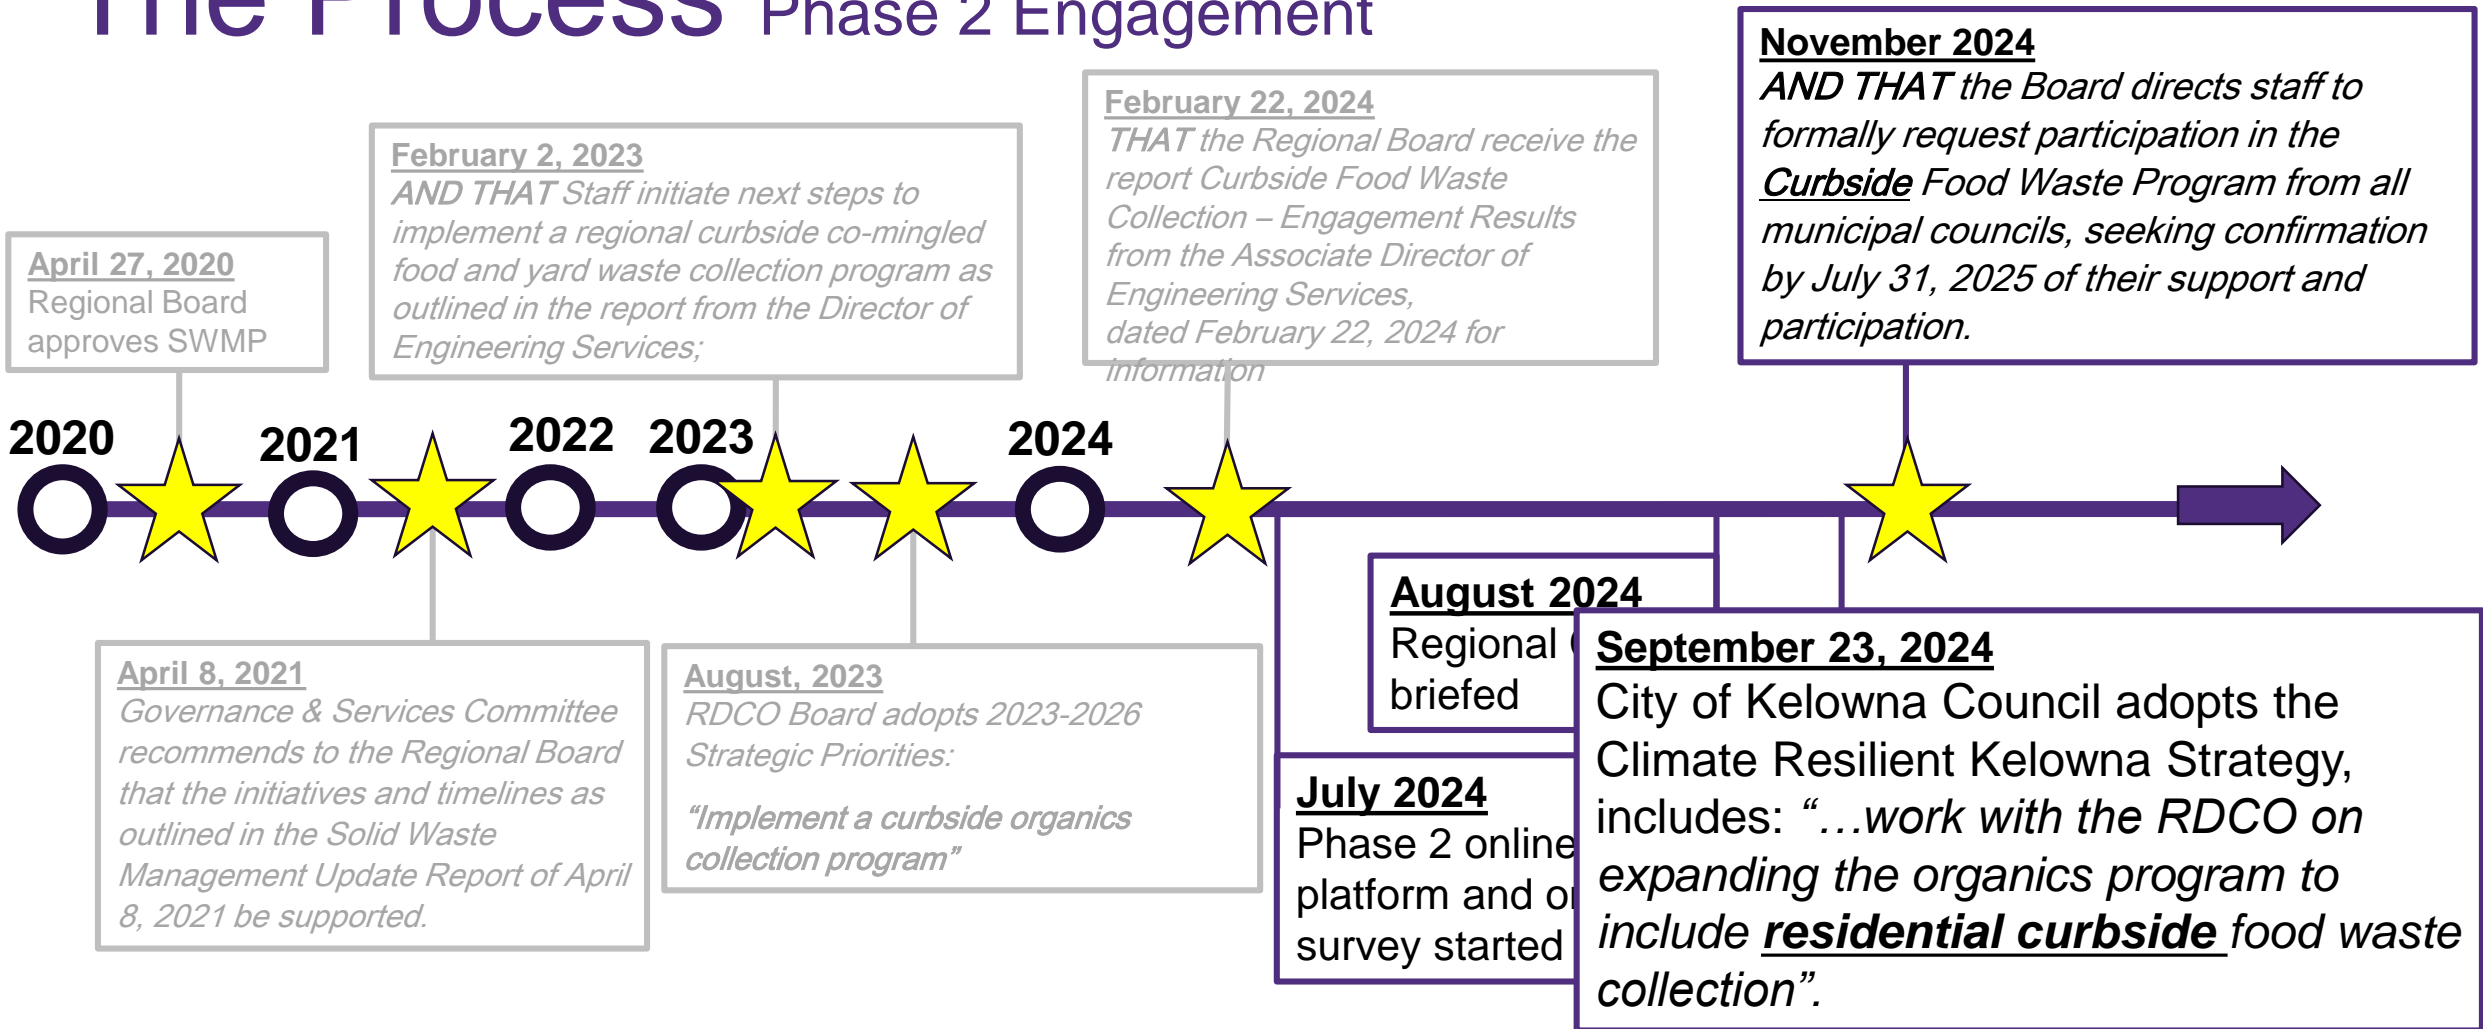 The Process Phase 2 Engagement
November 2024
AND THAT the Board directs staff to
formally request participation in the
Curbside Food Waste Program from all
municipal councils, seeking confirmation
by July 31, 2025 of their support and
participation.
February 22, 2024
THAT the Regional Board receive the
report Curbside Food Waste
Collection – Engagement Results
from the Associate Director of
Engineering Services,
dated February 22, 2024 for
information
February 2, 2023
AND THAT Staff initiate next steps to
implement a regional curbside co-mingled
food and yard waste collection program as
outlined in the report from the Director of
Engineering Services;
April 27, 2020
Regional Board
approves SWMP
2020
2021
2022
2023
2024
April 8, 2021
Governance & Services Committee
recommends to the Regional Board
that the initiatives and timelines as
outlined in the Solid Waste
Management Update Report of April
8, 2021 be supported.
August, 2023
RDCO Board adopts 2023-2026
Strategic Priorities:
“Implement a curbside organics
collection program”
August 2024
Regional
briefed
July 2024
Phase 2 online
platform and
survey started
September 23, 2024
City of Kelowna Council adopts the
Climate Resilient Kelowna Strategy,
includes: “…work with the RDCO on
expanding the organics program to
include residential curbside food waste
collection”.